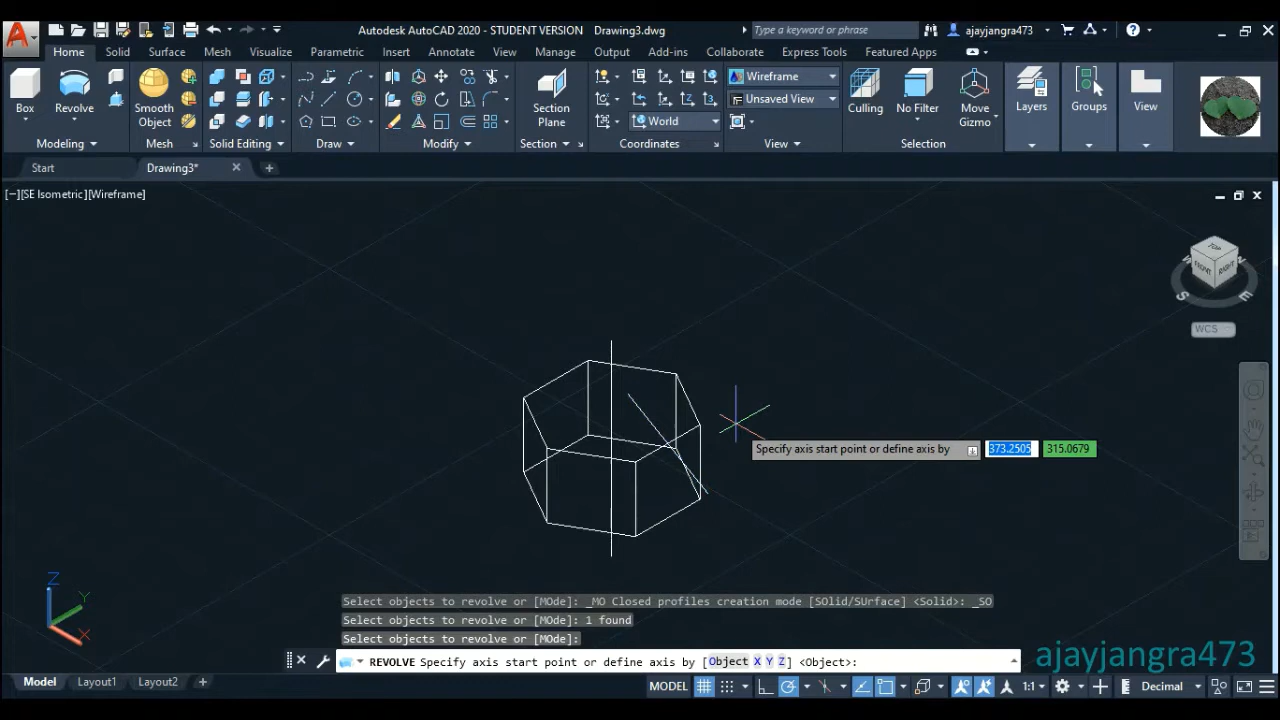 Autodesk AutoCAD 2020 - STUDENT VERSION Drawing3.dwg
Type a keyword or phrase
ajayjangra473
Home Solid Surface Mesh Visualize Parametric Insert Annotate View Manage Output Add-ins Collaborate Express Tools Featured Apps
Box
Revolve
Smooth
Object
Section
Plane
World
Wireframe
Unsaved View
Culling
No Filter
Move
Gizmo
Layers
Groups
View
Modeling
Mesh
Solid Editing
Draw
Modify
Section
Coordinates
View
Selection
Start
Drawing3*
[−][SE Isometric][Wireframe]
TOP
FRONT
RIGHT
W
N
S
E
WCS
Specify axis start point or define axis by 373.2505 315.0679
Z
Y
X
Select objects to revolve or [MOde]: _MO Closed profiles creation mode [SOlid/SUrface] <Solid>: _SO
Select objects to revolve or [MOde]: 1 found
Select objects to revolve or [MOde]:
REVOLVE Specify axis start point or define axis by [Object X Y Z] <Object>:
ajayjangra473
Model Layout1 Layout2
MODEL
1:1
Decimal